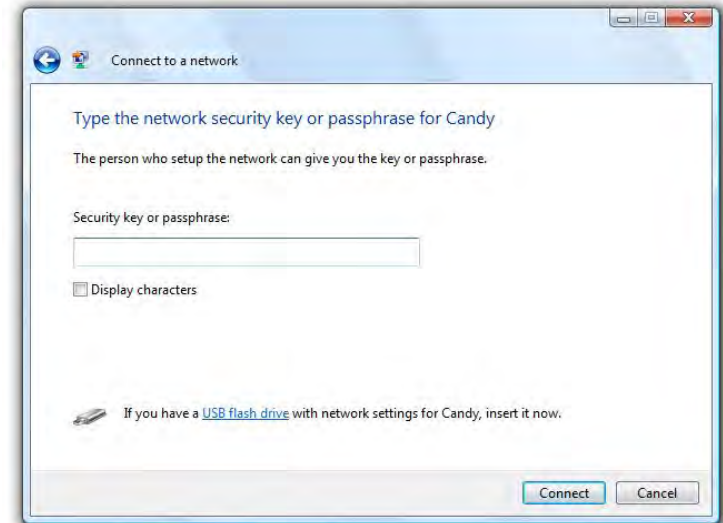 Connect to a network
Type the network security key or passphrase for Candy
The person who setup the network can give you the key or passphrase.
Security key or passphrase:
Display characters
If you have a USB flash drive with network settings for Candy, insert it now.
Connect Cancel